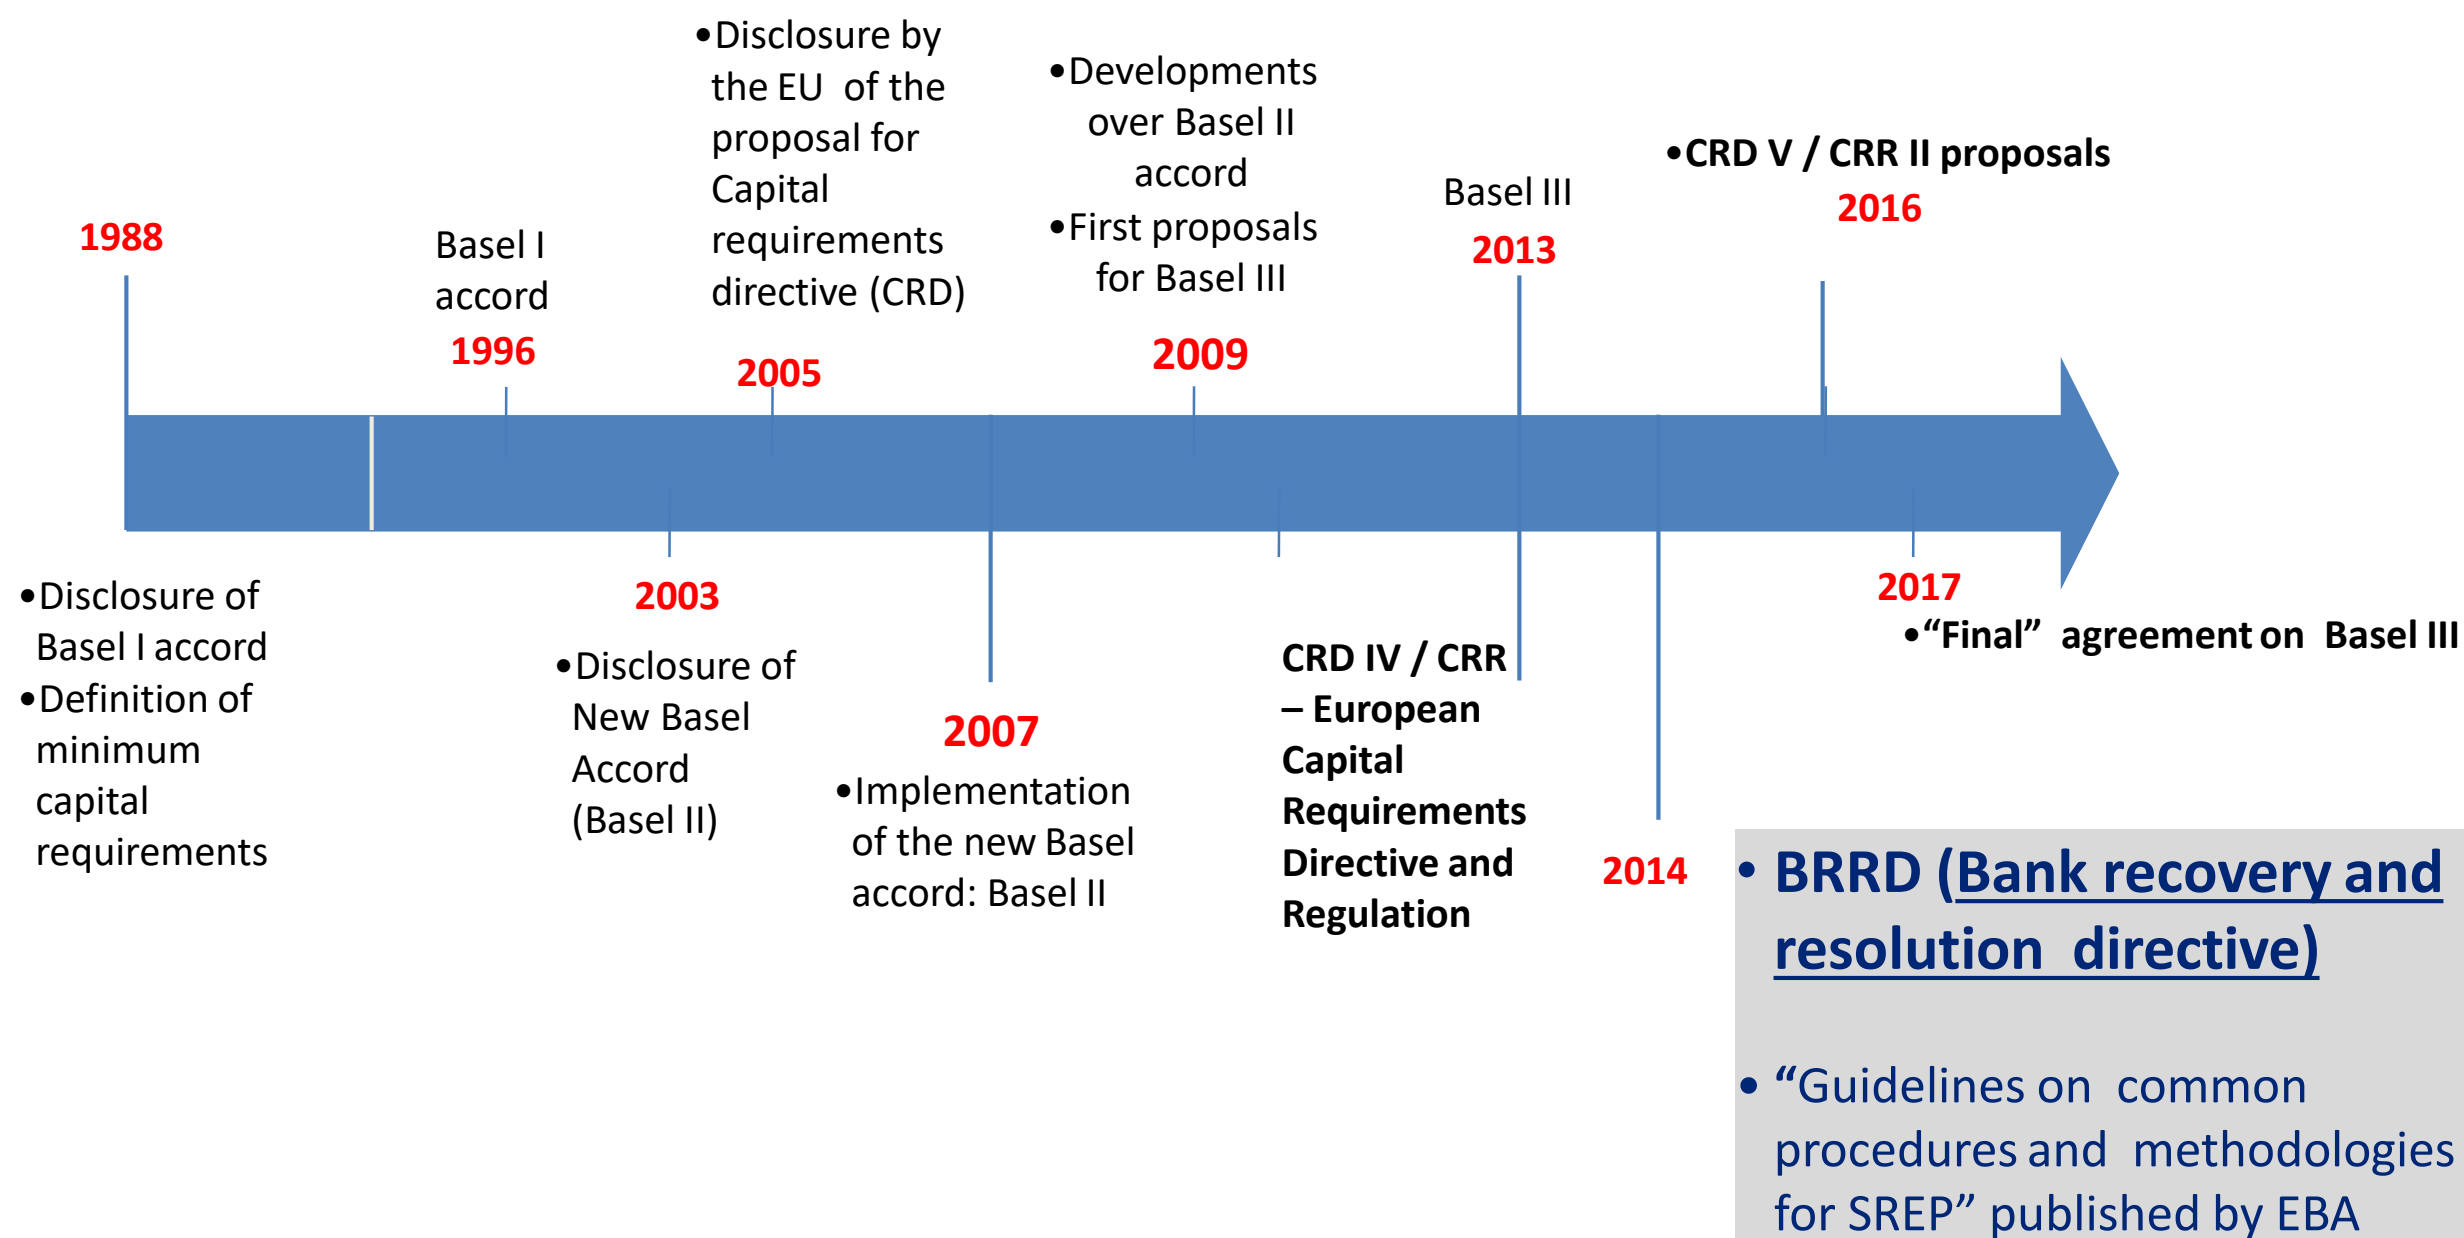 1988
•Disclosure of
Basel I accord
•Definition of
minimum
capital
requirements
Basel I
accord
1996
2003
•Disclosure of
New Basel
Accord
(Basel II)
•Disclosure by
the EU of the
proposal for
Capital
requirements
directive (CRD)
2005
2007
•Implementation
of the new Basel
accord: Basel II
•Developments
over Basel II
accord
•First proposals
for Basel III
2009
Basel III
2013
CRD IV / CRR
– European
Capital
Requirements
Directive and
Regulation
2014
• BRRD (Bank recovery and
resolution directive)
• “Guidelines on common
procedures and methodologies
for SREP” published by EBA
•CRD V / CRR II proposals
2016
2017
•“Final” agreement on Basel III